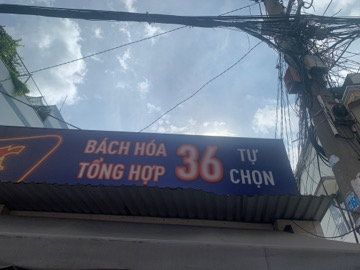 BÁCH HÓA
TỔNG HỢP
36
TỰ
CHỌN